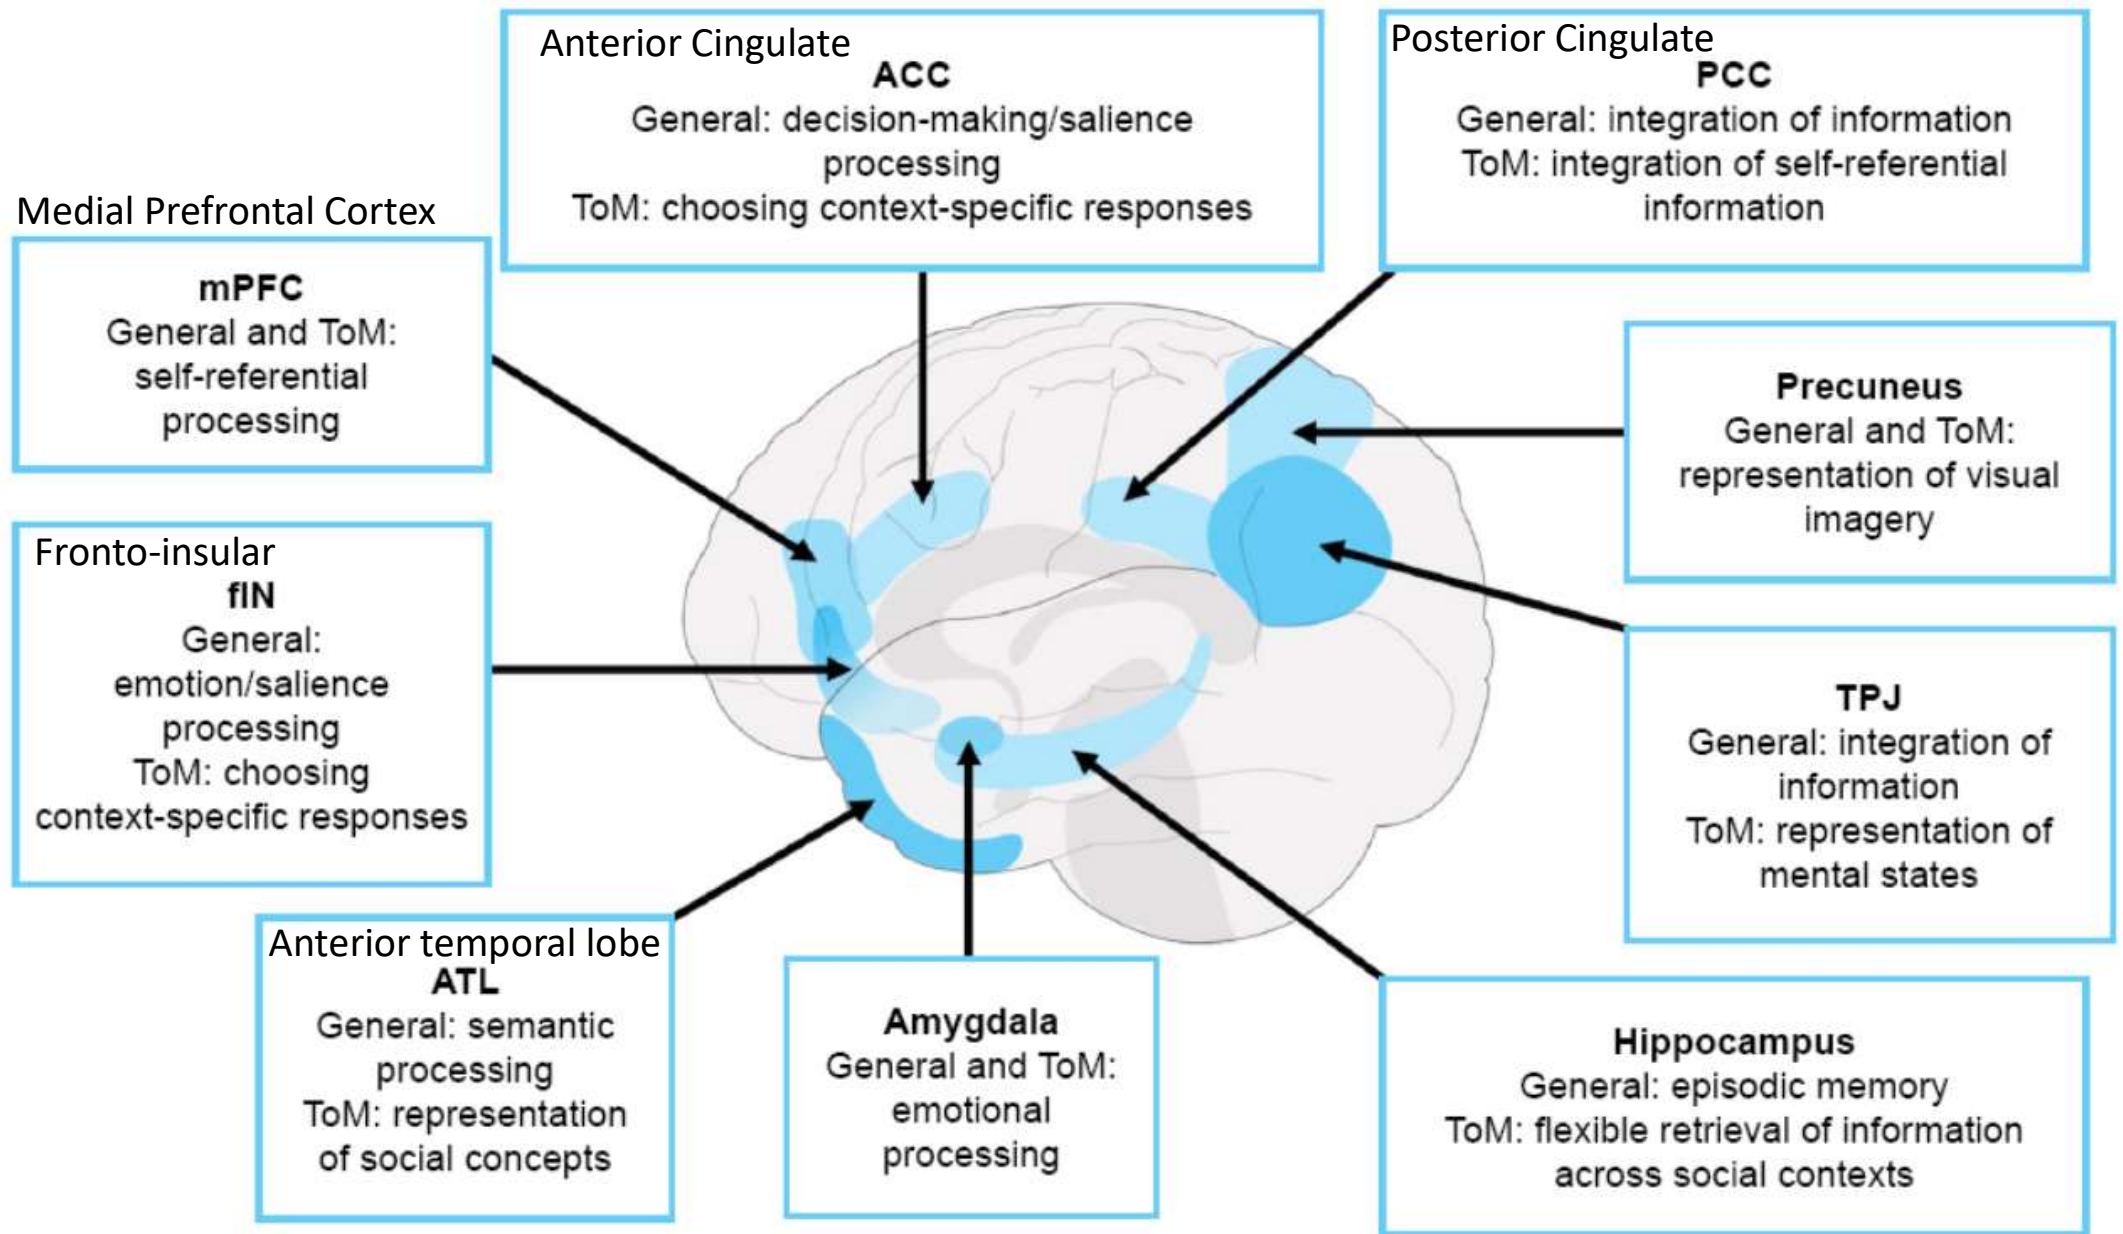 Anterior Cingulate
ACC
General: decision-making/salience
processing
ToM: choosing context-specific responses
Posterior Cingulate
PCC
General: integration of information
ToM: integration of self-referential
information
Medial Prefrontal Cortex
mPFC
General and ToM:
self-referential
processing
Precuneus
General and ToM:
representation of visual
imagery
Fronto-insular
fIN
General:
emotion/salience
processing
ToM: choosing
context-specific responses
TPJ
General: integration of
information
ToM: representation of
mental states
Anterior temporal lobe
ATL
General: semantic
processing
ToM: representation
of social concepts
Amygdala
General and ToM:
emotional
processing
Hippocampus
General: episodic memory
ToM: flexible retrieval of information
across social contexts